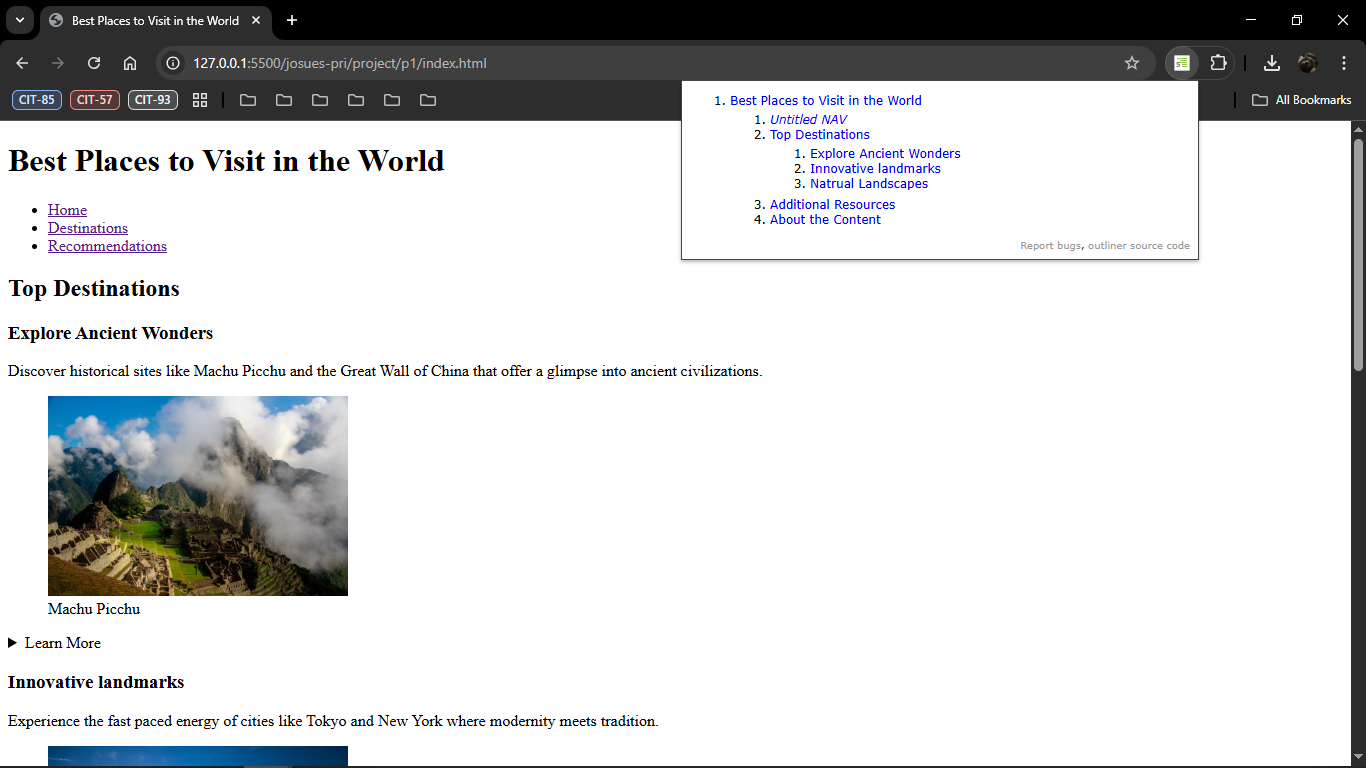 Best Places to Visit in the World
127.0.0.1:5500/josues-pri/project/p1/index.html
CIT-85 CIT-57 CIT-93 All Bookmarks
1. Best Places to Visit in the World
1. Untitled NAV
2. Top Destinations
1. Explore Ancient Wonders
2. Innovative landmarks
3. Natrual Landscapes
3. Additional Resources
4. About the Content
Report bugs, outliner source code
Best Places to Visit in the World
Home
Destinations
Recommendations
Top Destinations
Explore Ancient Wonders
Discover historical sites like Machu Picchu and the Great Wall of China that offer a glimpse into ancient civilizations.
Machu Picchu
Learn More
Innovative landmarks
Experience the fast paced energy of cities like Tokyo and New York where modernity meets tradition.